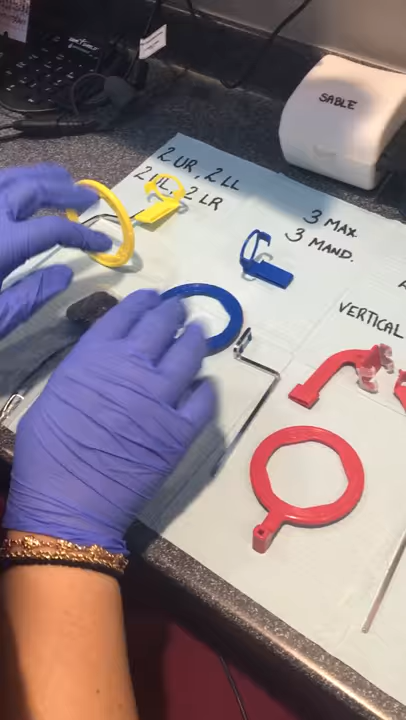 SABLE
2 UR, 2 LL
2 UL, 2 LR
3 MAX
3 MAND.
VERTICAL